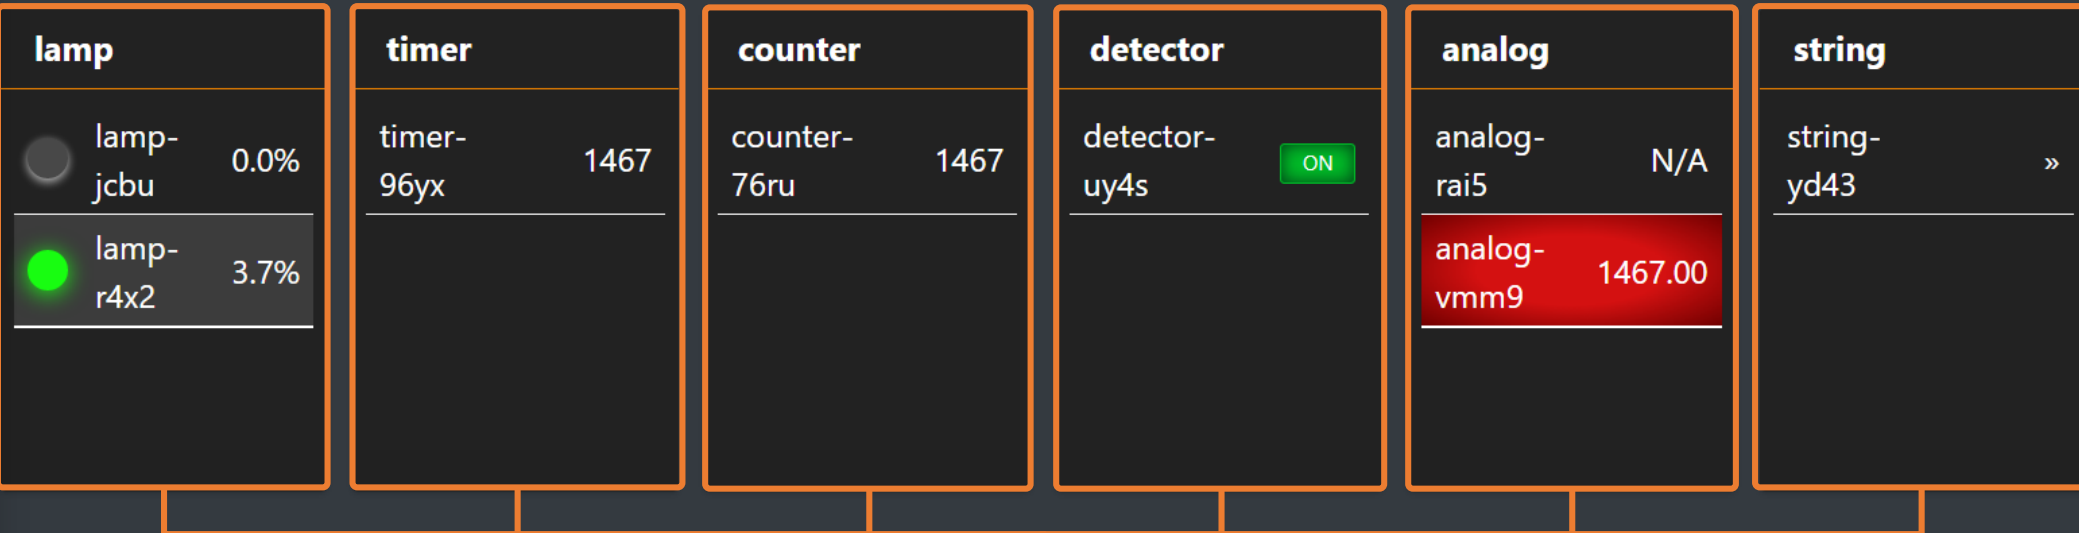 lamp
lamp-
jcbu
0.0%
lamp-
r4x2
3.7%
timer
timer-
96yx
1467
counter
counter-
76ru
1467
detector
detector-
uy4s
ON
analog
analog-
rai5
N/A
analog-
vmm9
1467.00
string
string-
yd43
»